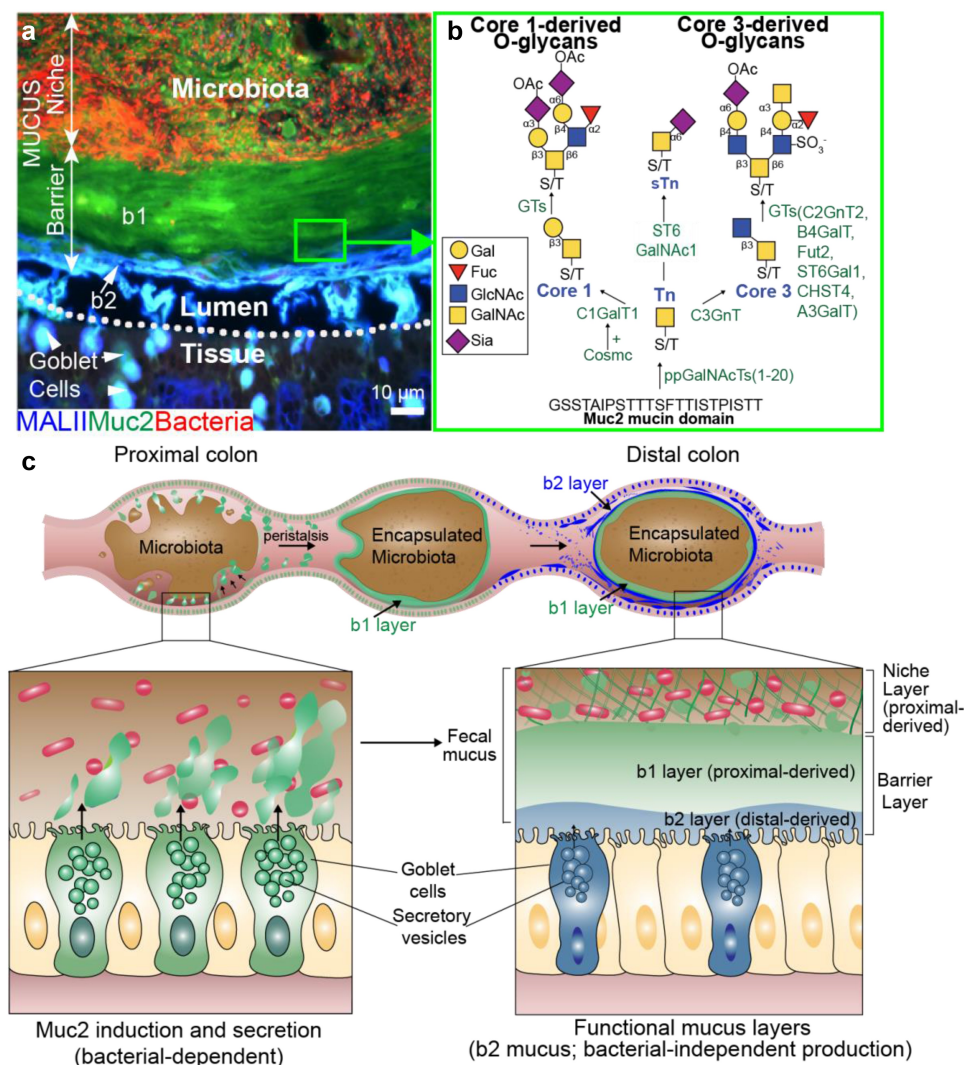 a
MUCUS
Niche
Barrier
Microbiota
b1
b2
Lumen
Tissue
Goblet
Cells
10 µm
MALIIMuc2Bacteria
b
Core 1-derived
O-glycans
Core 3-derived
O-glycans
OAc
OAc
α6
α3
β4
α2
β3
β6
S/T
GTs
β3
S/T
Core 1
α6
S/T
sTn
ST6
GalNAc1
Tn
S/T
OAc
α6
α3
β4
β4
α2
SO3-
β3
β6
S/T
GTs(C2GnT2,
B4GalT,
Fut2,
ST6Gal1,
CHST4,
A3GalT)
β3
S/T
Core 3
Gal
Fuc
GlcNAc
GalNAc
Sia
C1GalT1
+
Cosmc
C3GnT
ppGalNAcTs(1-20)
GSSTAIPSTTTSFTTISTPISTT
Muc2 mucin domain
c
Proximal colon
Distal colon
Microbiota
peristalsis
Encapsulated
Microbiota
b1 layer
b2 layer
Encapsulated
Microbiota
b1 layer
Fecal
mucus
Niche
Layer
(proximal-
derived)
b1 layer (proximal-derived)
Barrier
Layer
b2 layer (distal-derived)
Goblet
cells
Secretory
vesicles
Muc2 induction and secretion
(bacterial-dependent)
Functional mucus layers
(b2 mucus; bacterial-independent production)